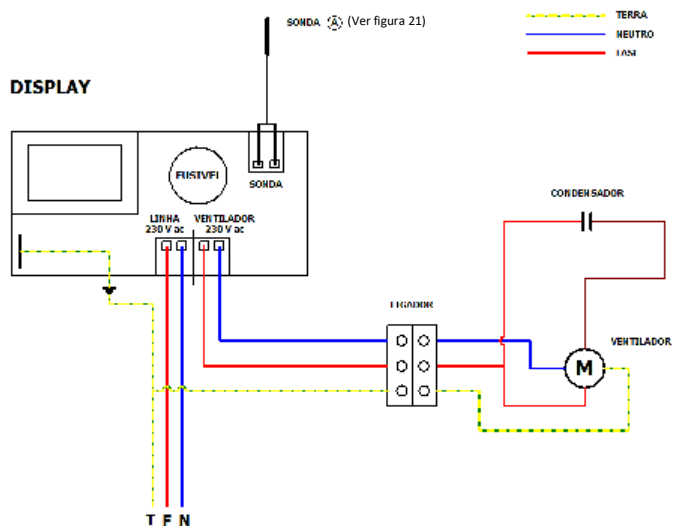 SONDA A (Ver figura 21)
TERRA
NEUTRO
FASE
DISPLAY
FUSIVEL
SONDA
LINHA
230 V ac
VENTILADOR
230 V ac
CONDENSADOR
LIGADOR
VENTILADOR
M
T F N